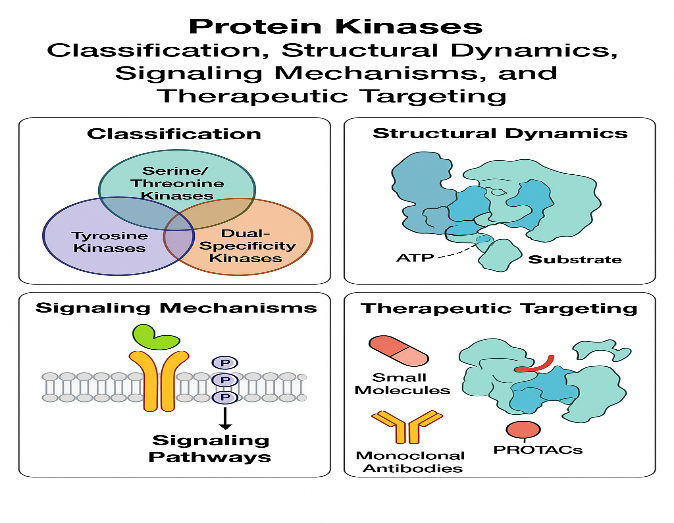 Protein Kinases
Classification, Structural Dynamics,
Signaling Mechanisms, and
Therapeutic Targeting
Classification
Serine/
Threonine
Kinases
Tyrosine
Kinases
Dual-
Specificity
Kinases
Structural Dynamics
ATP
Substrate
Signaling Mechanisms
P
P
P
Signaling
Pathways
Therapeutic Targeting
Small
Molecules
Monoclonal
Antibodies
PROTACs